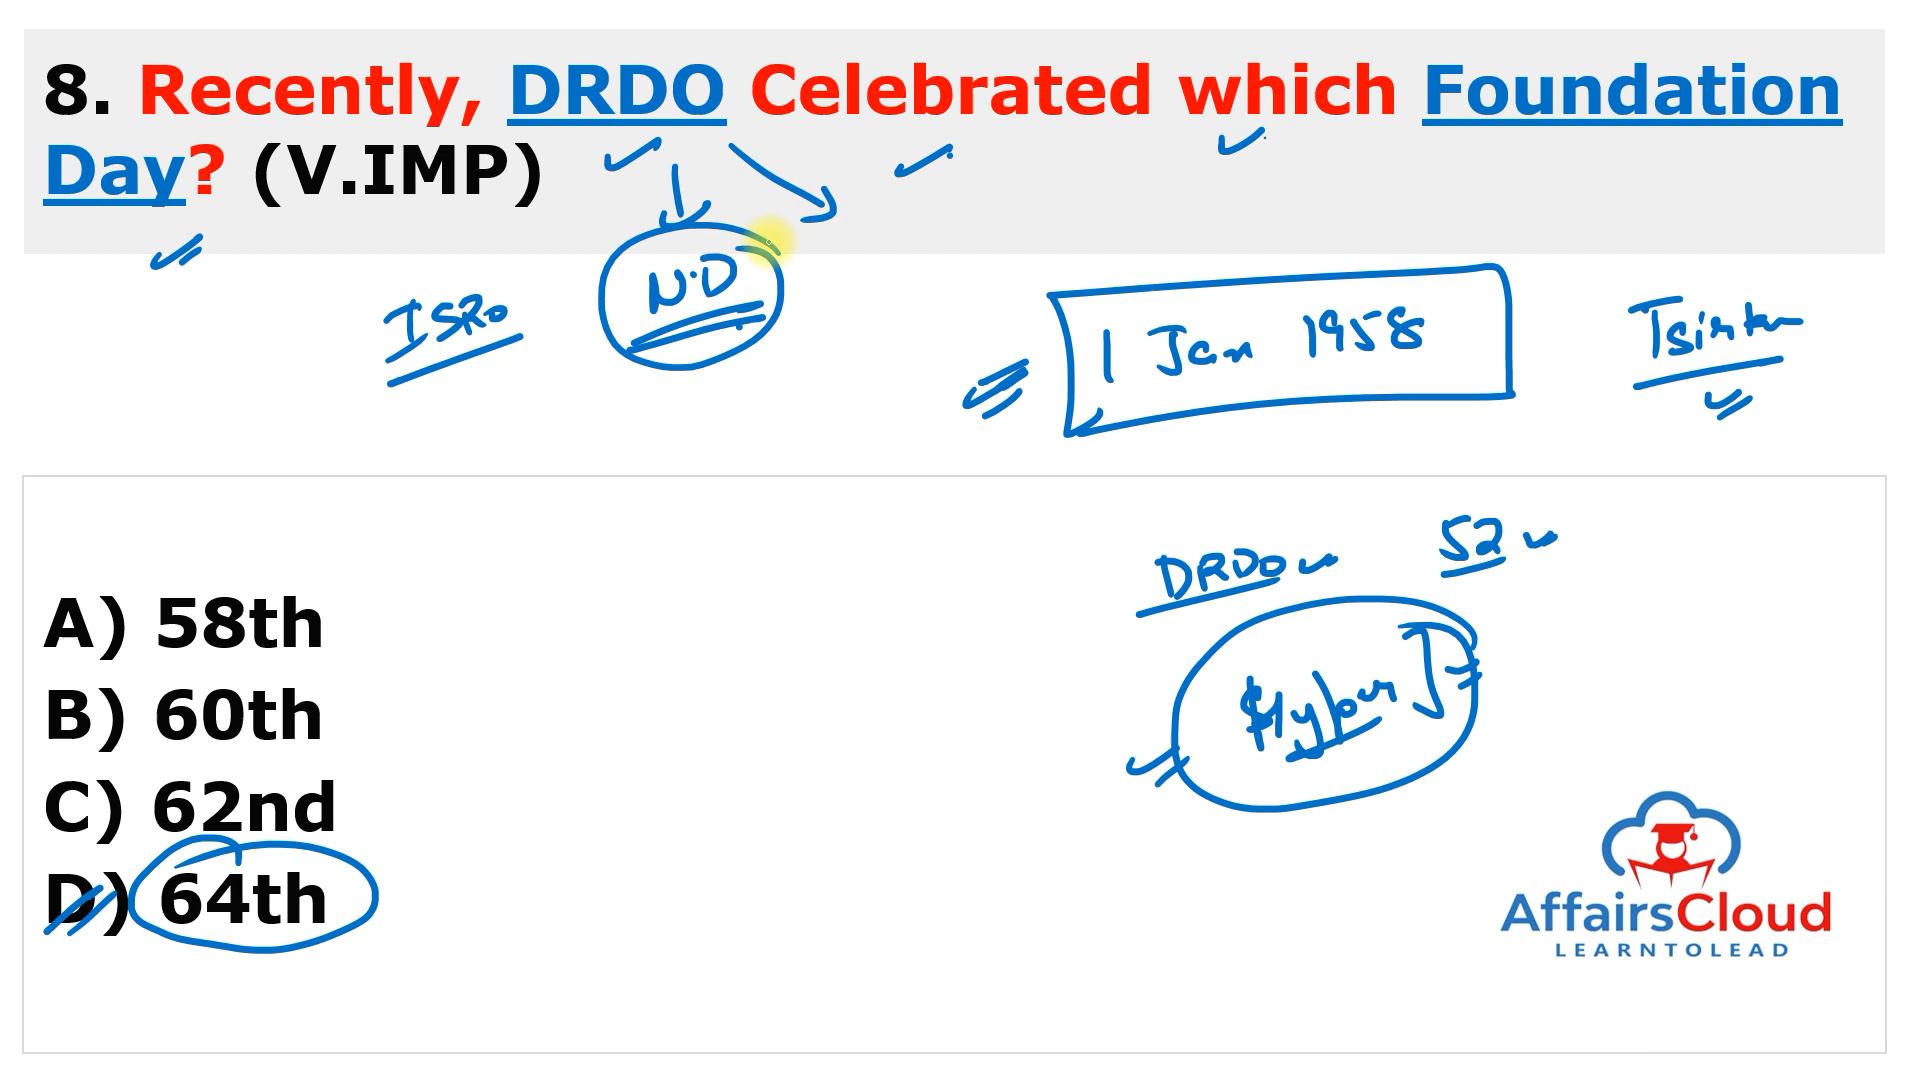 8. Recently, DRDO Celebrated which Foundation
Day? (V.IMP)
ISRO
N.D
1 Jan 1958
DRDO
52
A) 58th
B) 60th
C) 62nd
D) 64th
AffairsCloud
LEARNTOLEAD